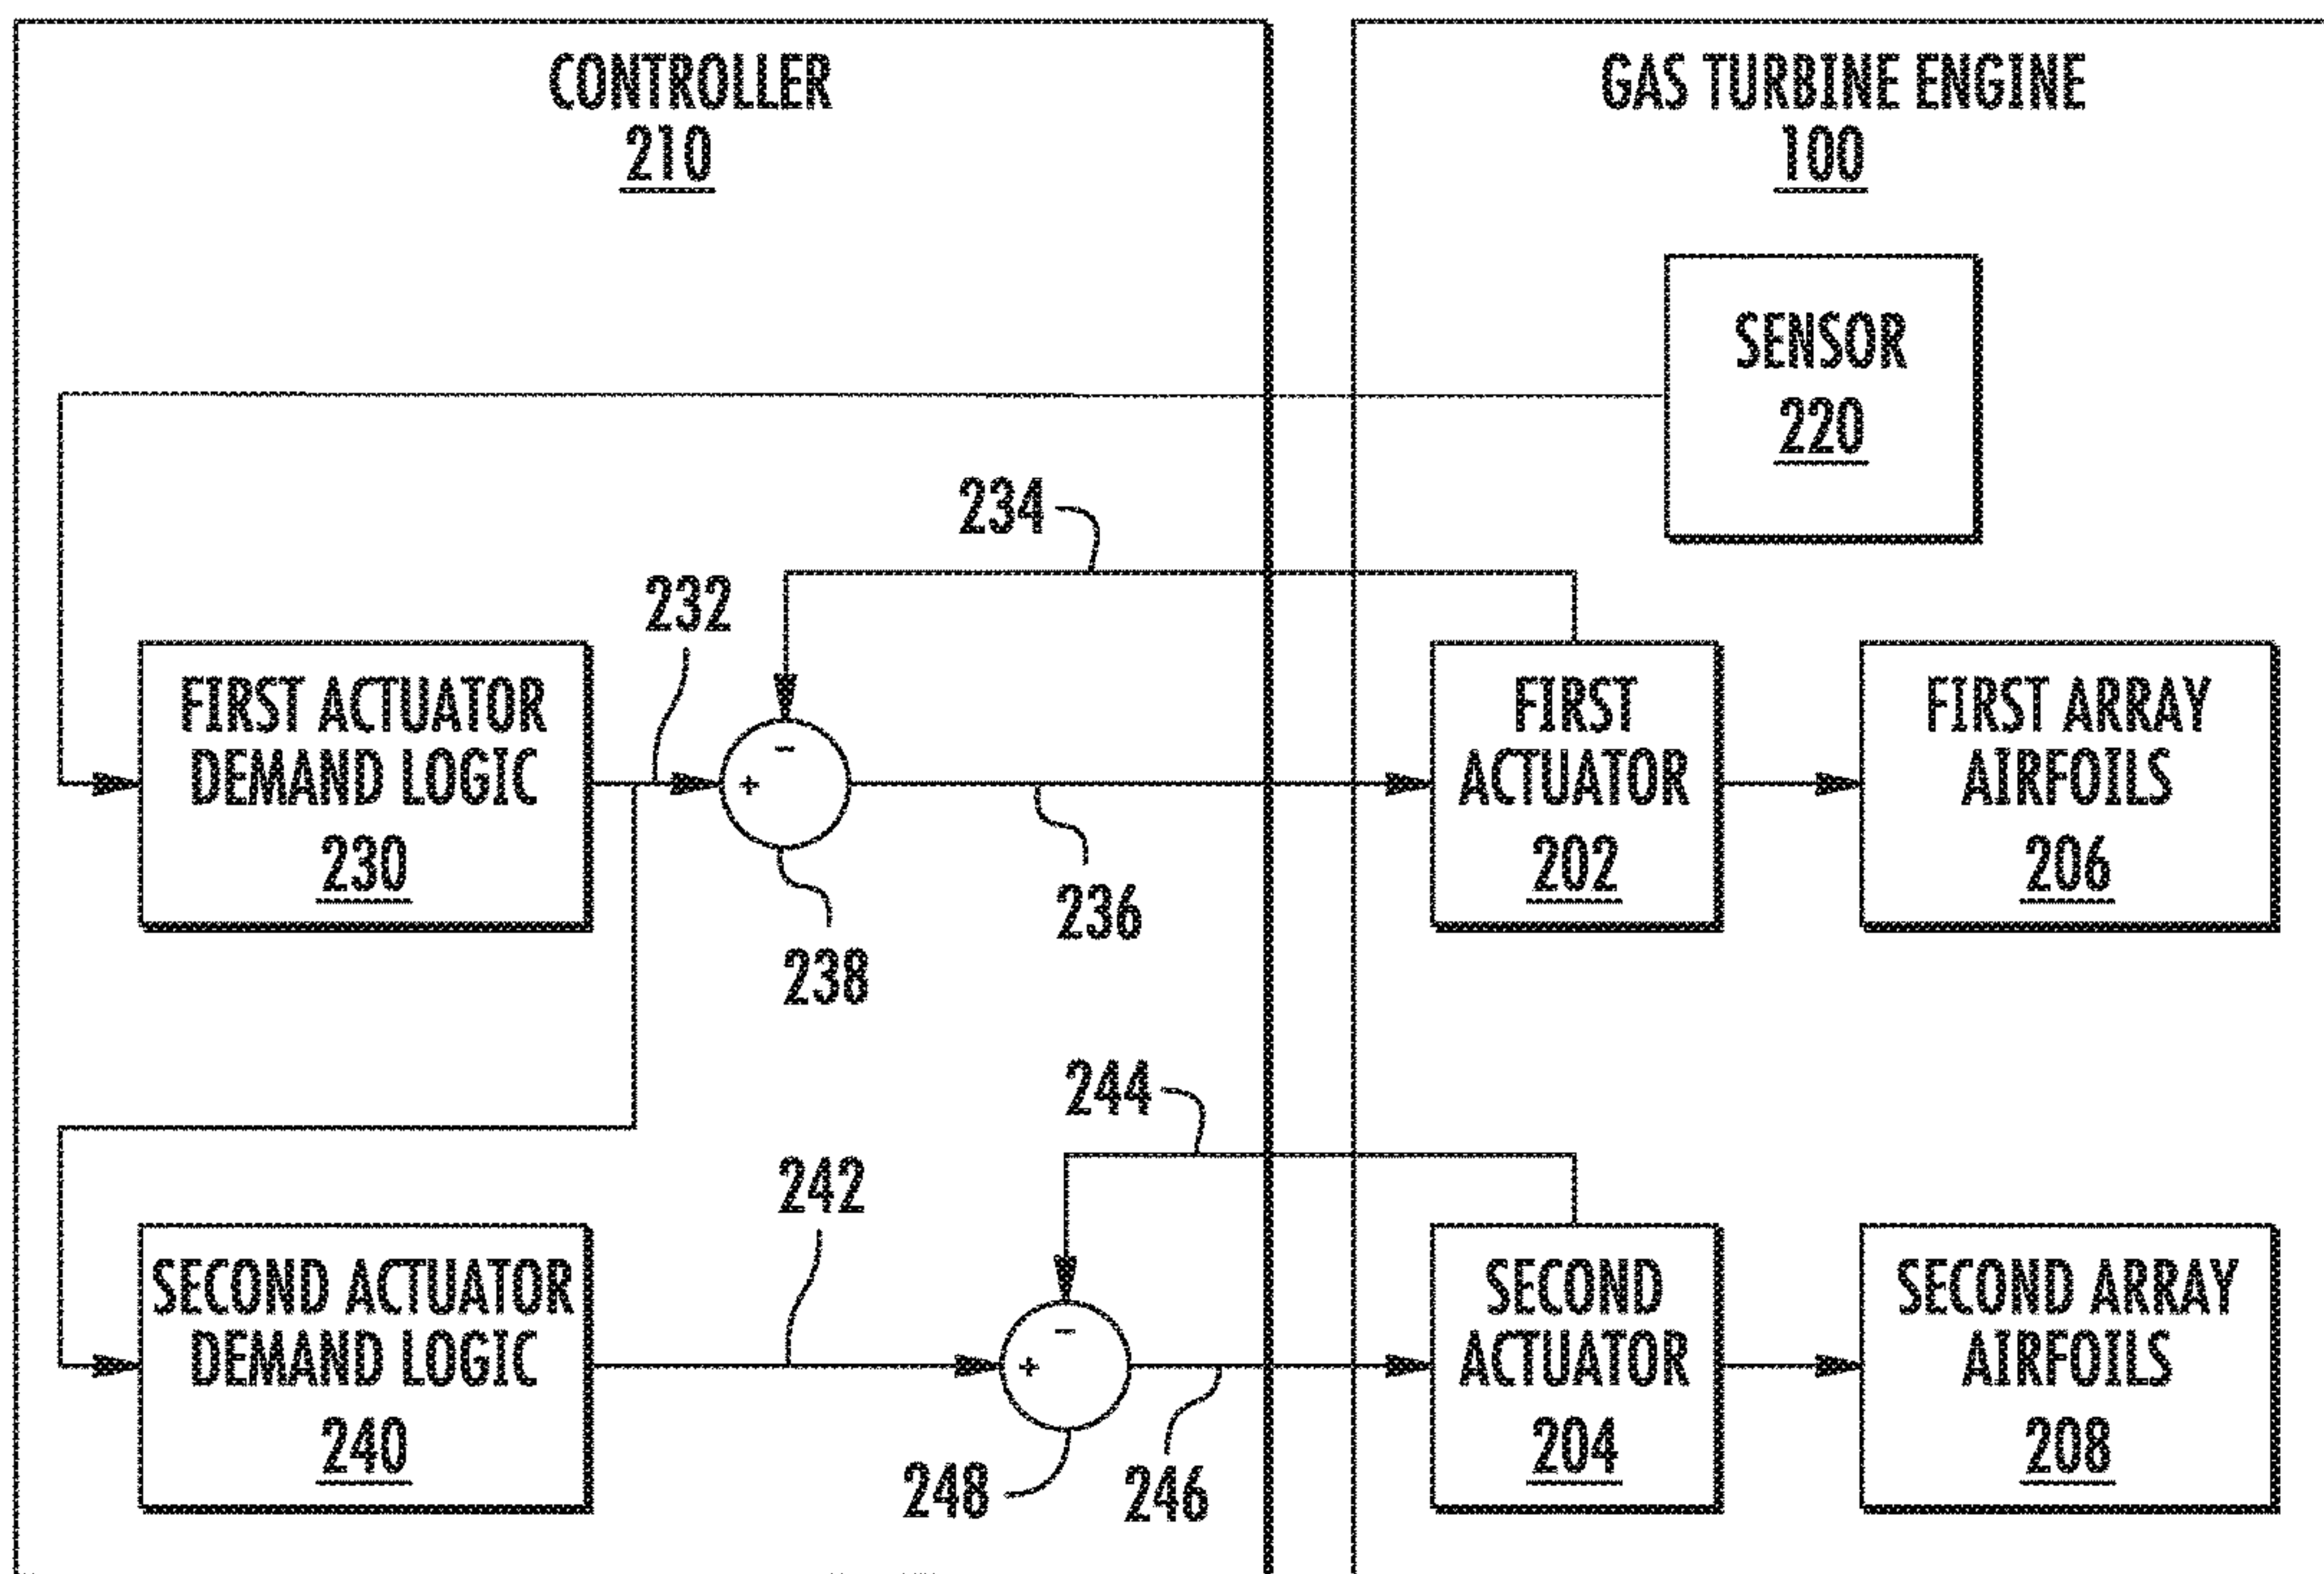 CONTROLLER
210
GAS TURBINE ENGINE
100
SENSOR
220
234
232
FIRST ACTUATOR
DEMAND LOGIC
230
-
+
238
236
FIRST
ACTUATOR
202
FIRST ARRAY
AIRFOILS
206
244
242
SECOND ACTUATOR
DEMAND LOGIC
240
-
+
248
246
SECOND
ACTUATOR
204
SECOND ARRAY
AIRFOILS
208